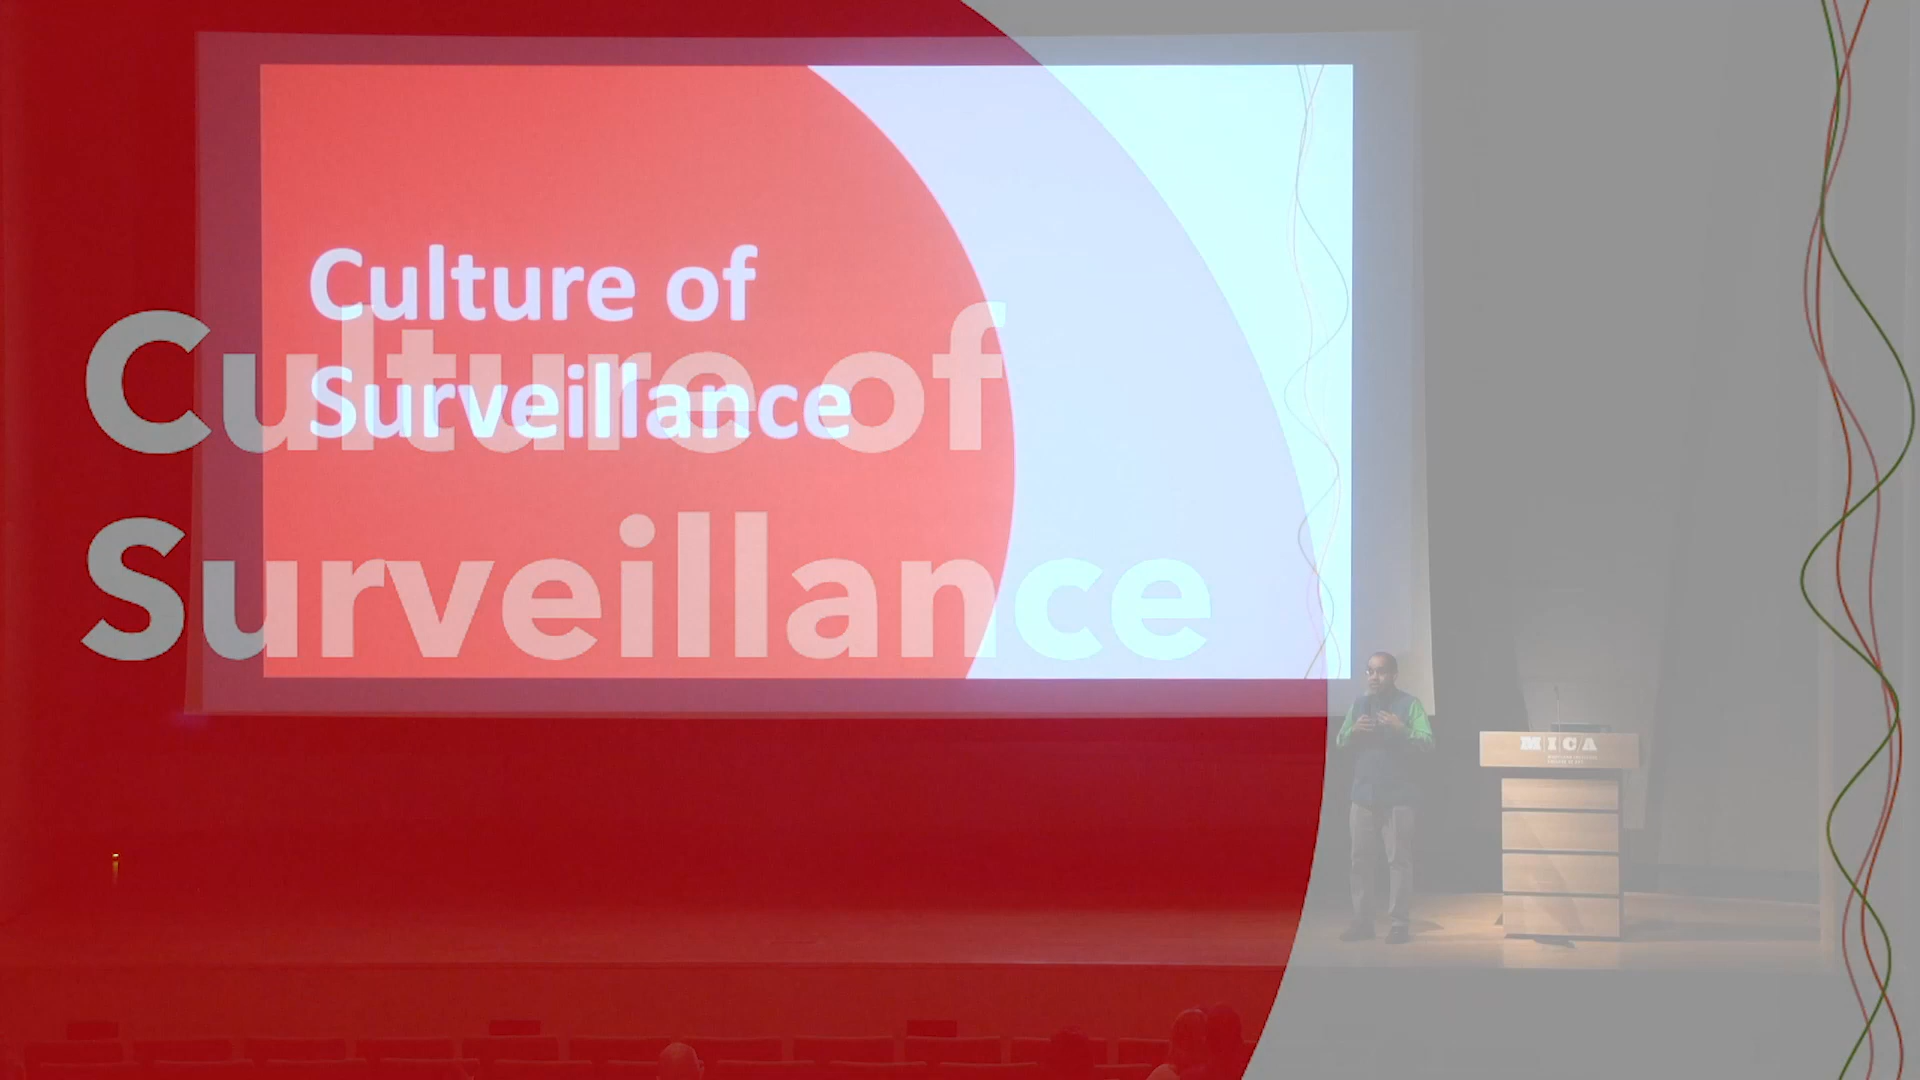 Culture of
Surveillance
Culture of
Surveillance
MICA